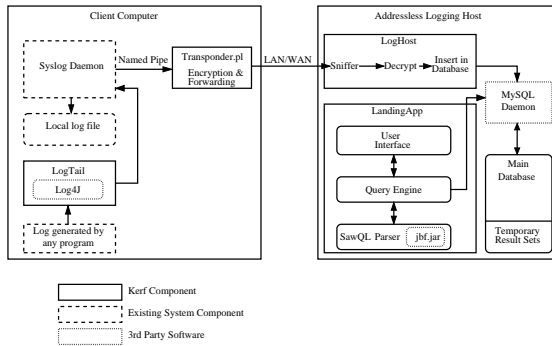 Client Computer
Syslog Daemon
Named Pipe
Transponder.pl
Encryption &
Forwarding
Local log file
LogTail
Log4J
Log generated by
any program
LAN/WAN
Addressless Logging Host
LogHost
Sniffer
Decrypt
Insert in
Database
MySQL
Daemon
LandingApp
User
Interface
Query Engine
SawQL Parser
jbf.jar
Main
Database
Temporary
Result Sets
Kerf Component
Existing System Component
3rd Party Software